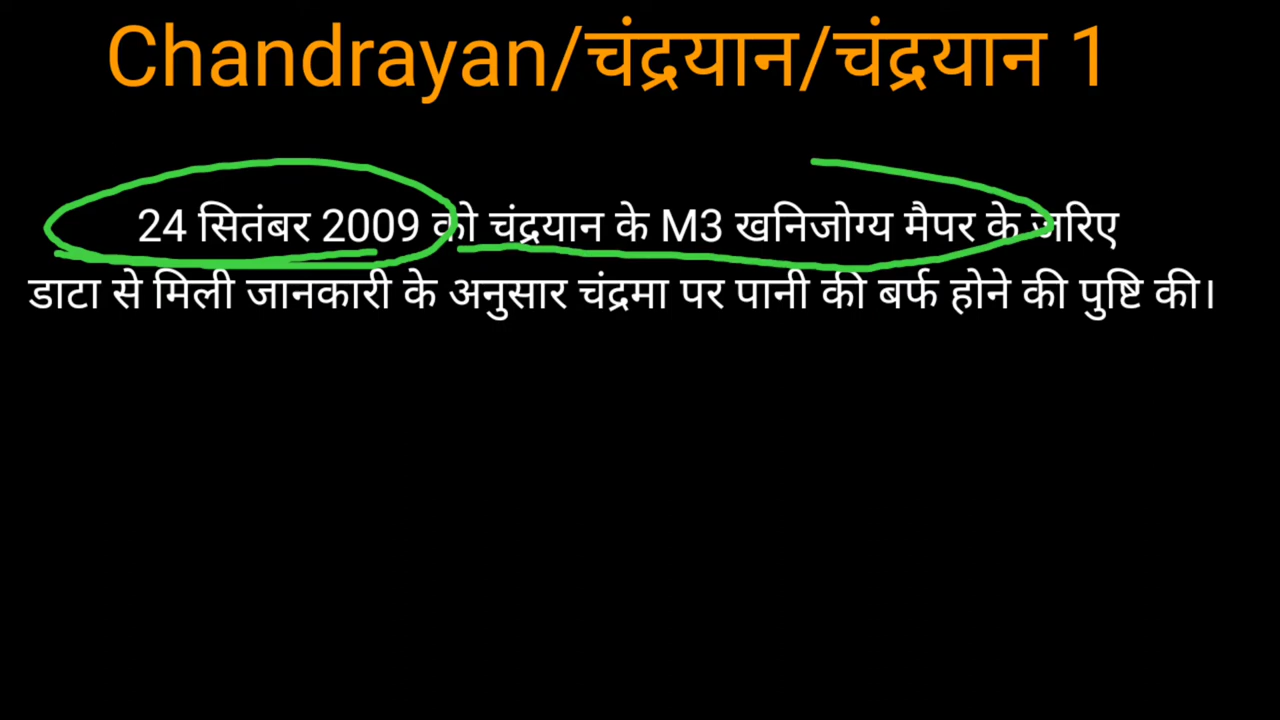 Chandrayan/चंद्रयान/चंद्रयान 1
24 सितंबर 2009 को चंद्रयान के M3 खनिजोग्य मैपर के जरिए
डाटा से मिली जानकारी के अनुसार चंद्रमा पर पानी की बर्फ होने की पुष्टि की।